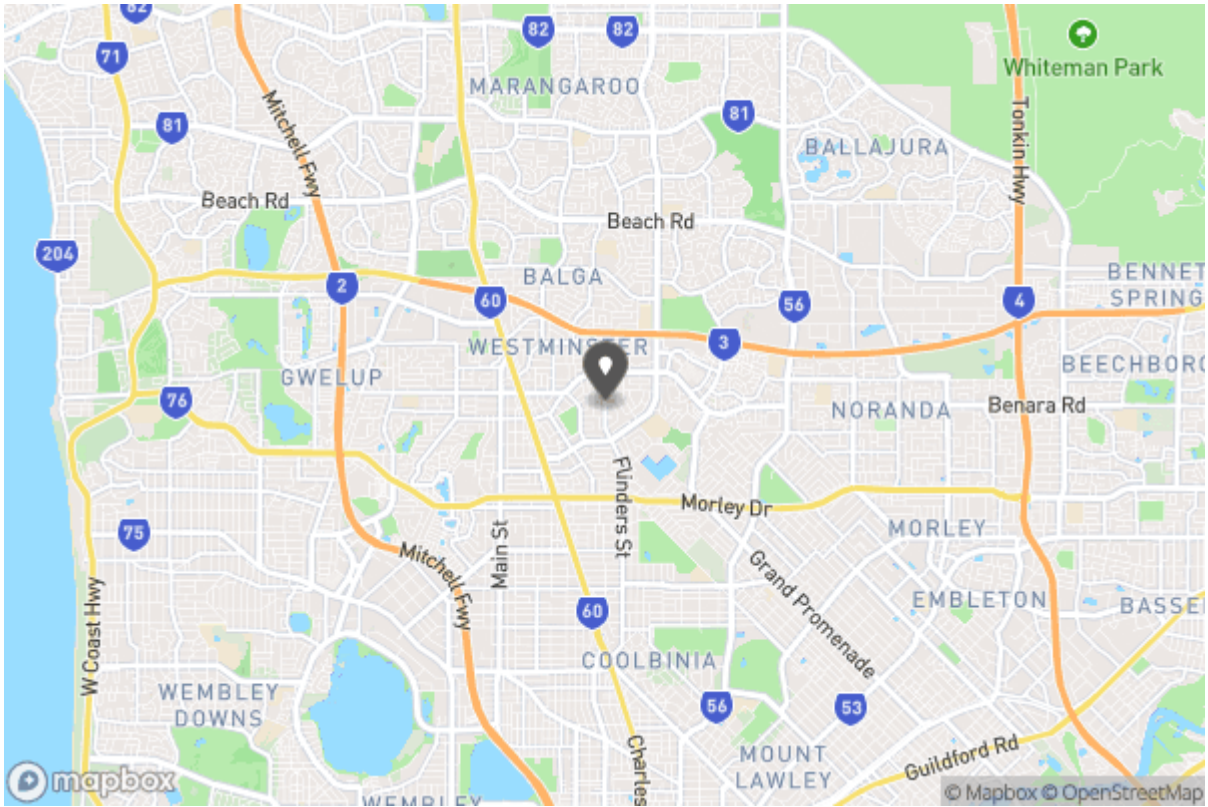 82
82
82
71
MARANGAROO
Whiteman Park
Mitchell Fwy
81
81
BALLAJURA
Tonkin Hwy
Beach Rd
Beach Rd
204
BALGA
BENNET
SPRING
2
60
56
4
WESTMINSTER
3
GWELUP
BEECHBORO
76
NORANDA
Benara Rd
Flinders St
Morley Dr
75
Main St
MORLEY
Mitchell Fwy
Grand Promenade
W Coast Hwy
60
EMBLETON
BASSE
COOLBINIA
WEMBLEY
DOWNS
56
53
MOUNT
LAWLEY
Charles
Guildford Rd
mapbox
WEMBLEY
© Mapbox © OpenStreetMap